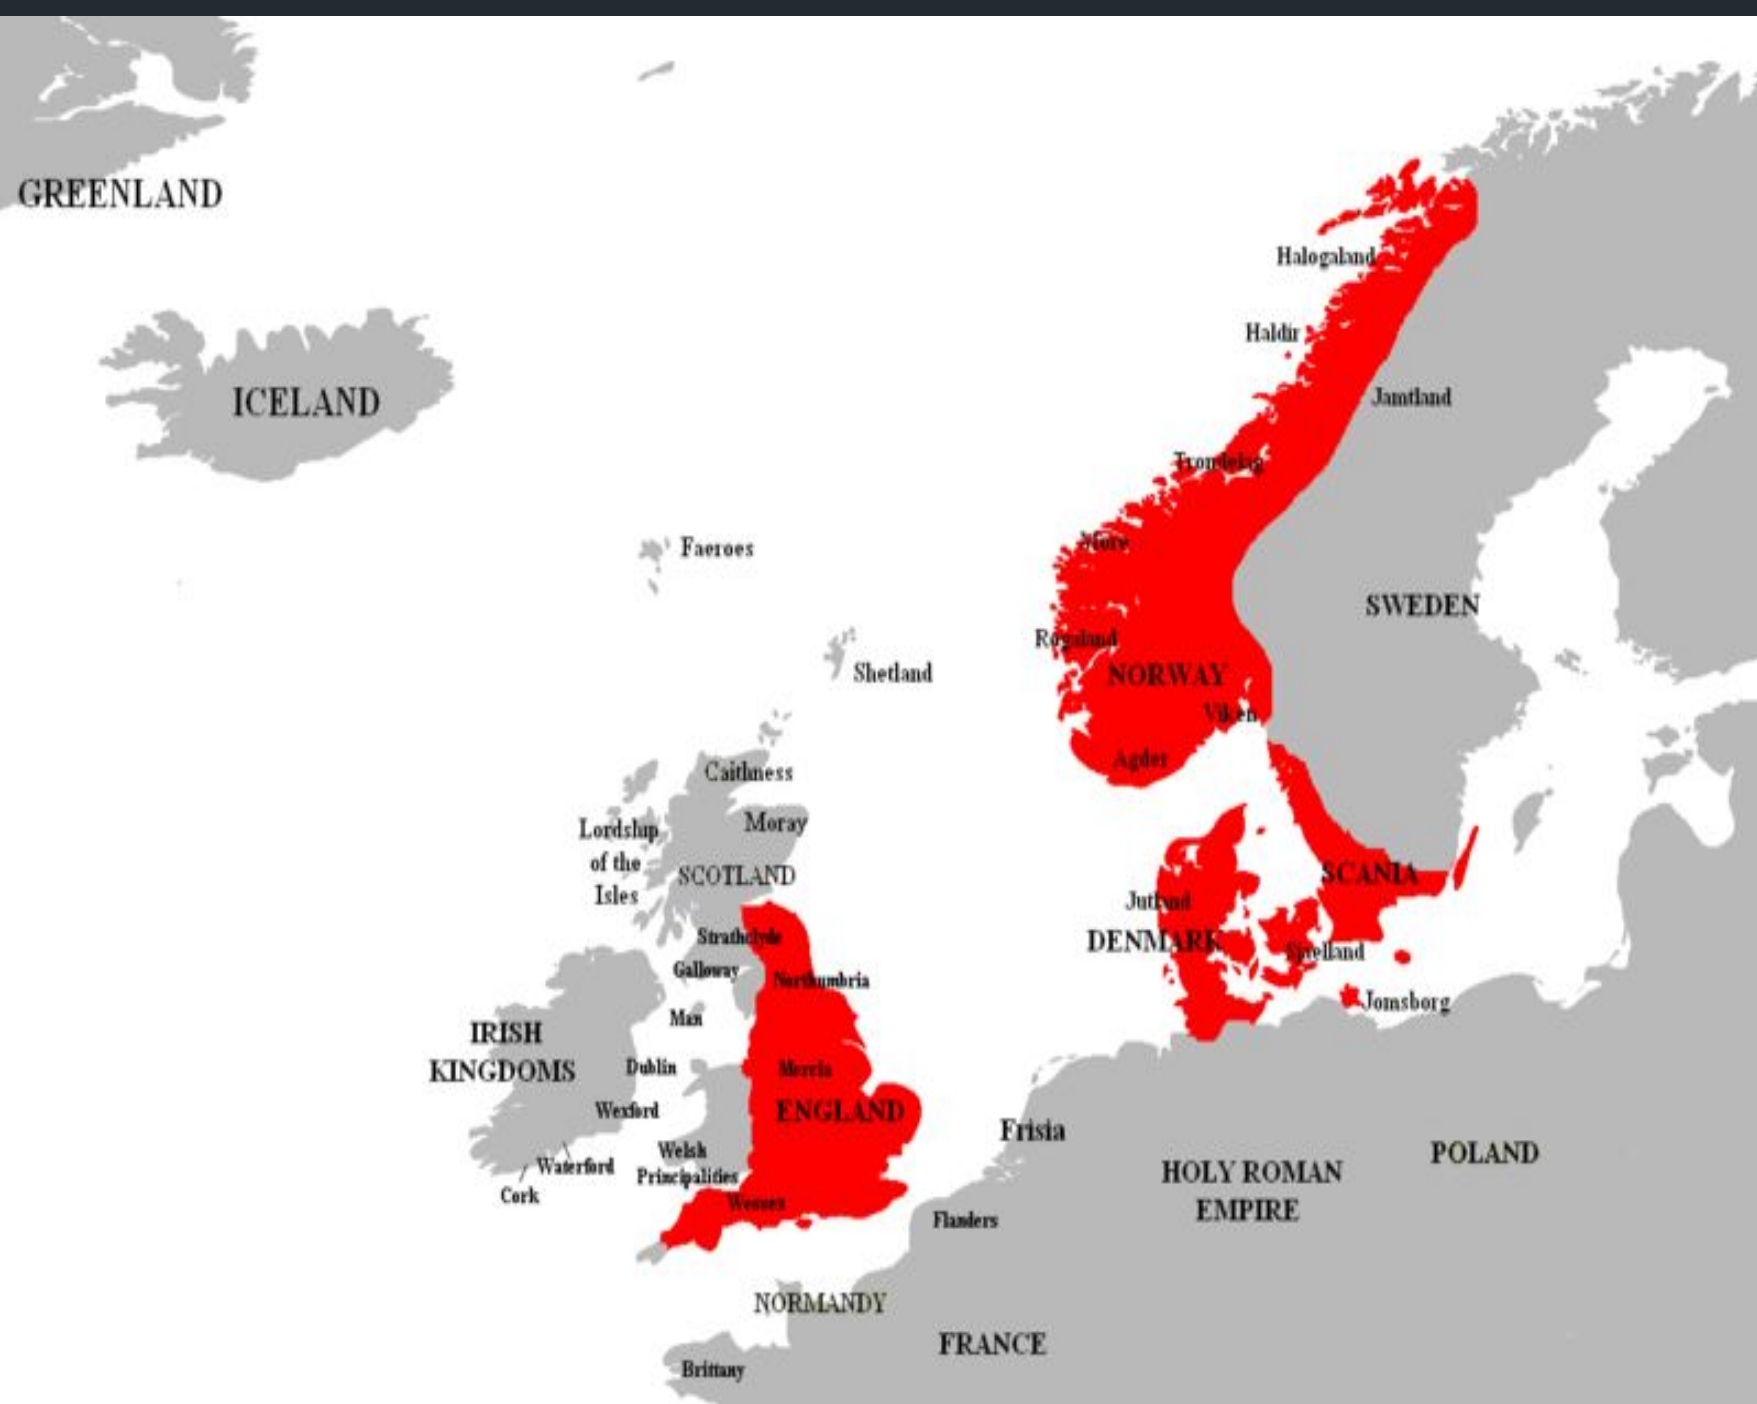 GREENLAND
Halogaland
Haldir
ICELAND
Jamtland
Trondelag
More
Faeroes
SWEDEN
Rogaland
Shetland
NORWAY
Viken
Agder
Caithness
Moray
Lordship
of the
Isles
SCOTLAND
SCANIA
Jutland
DENMARK
Strathclyde
Sjaelland
Galloway
Northumbria
Jomsborg
Man
IRISH
KINGDOMS
Dublin
Mercia
Wexford
ENGLAND
Frisia
Welsh
Principalities
Waterford
Cork
POLAND
HOLY ROMAN
EMPIRE
Wessex
Flanders
NORMANDY
FRANCE
Brittany